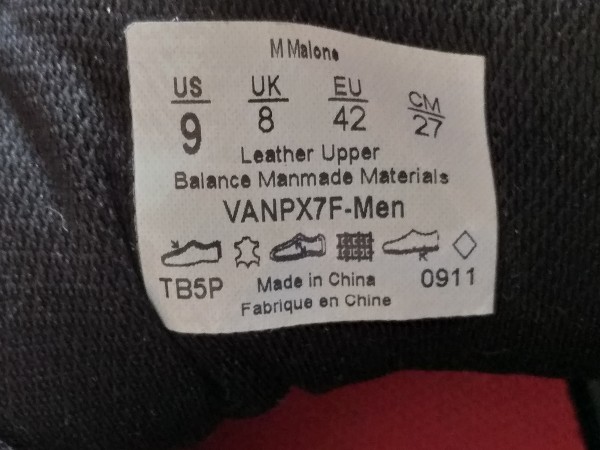 M Malone
US UK EU CM
9 8 42 27
Leather Upper
Balance Manmade Materials
VANPX7F-Men
TB5P Made in China 0911
Fabrique en Chine